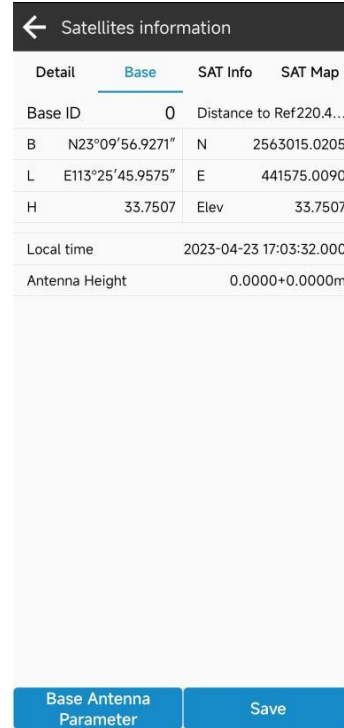 Satellites information
Detail Base SAT Info SAT Map
Base ID 0 Distance to Ref220.4...
B N23°09′56.9271″ N 2563015.0205
L E113°25′45.9575″ E 441575.0090
H 33.7507 Elev 33.7507
Local time 2023-04-23 17:03:32.000
Antenna Height 0.0000+0.0000m
Base Antenna
Parameter
Save